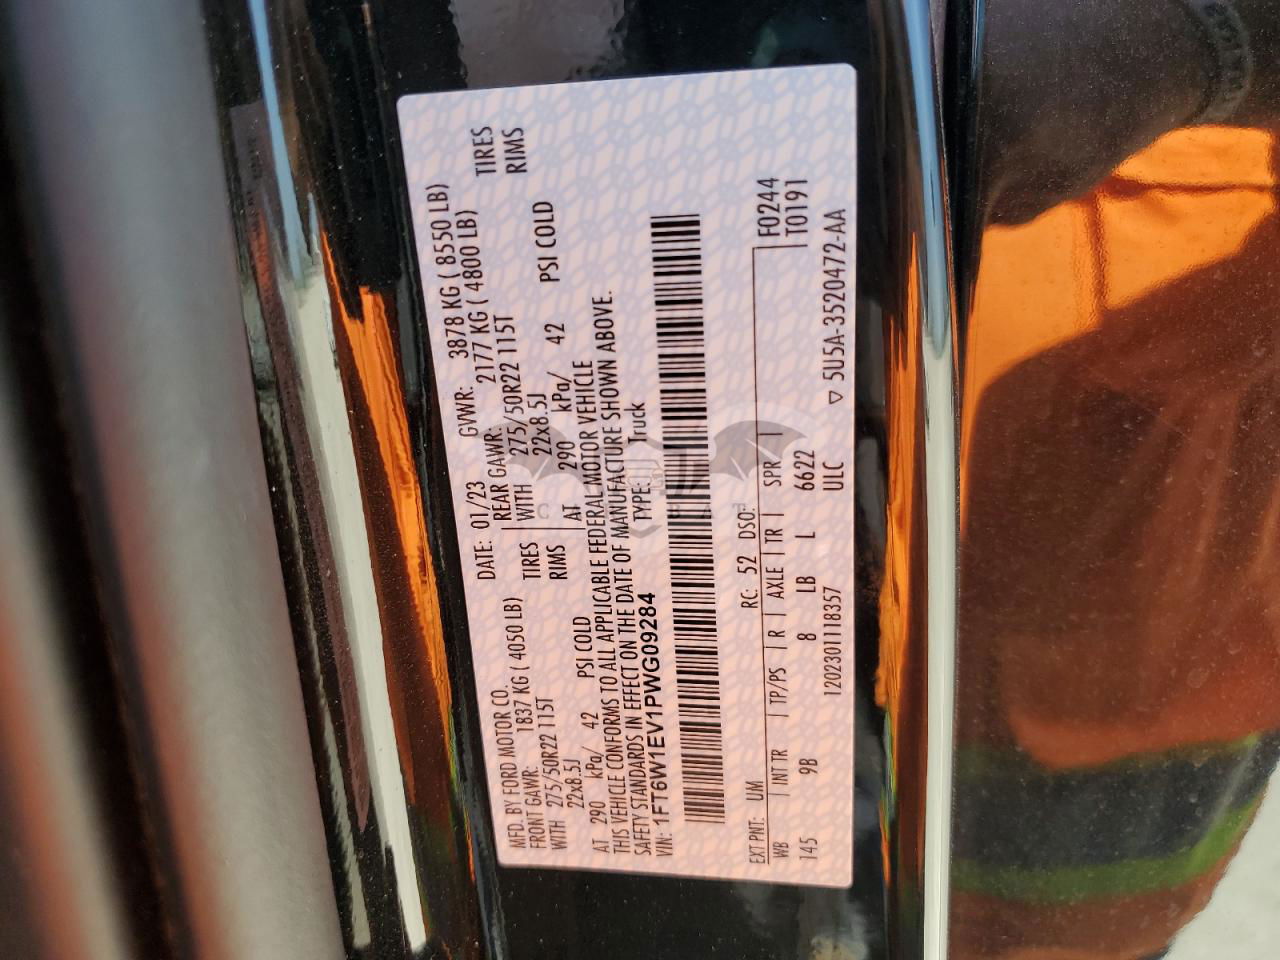 MFD. BY FORD MOTOR CO.
DATE: 01/23 GVWR: 3878 KG ( 8550 LB)
FRONT GAWR: 1837 KG ( 4050 LB) REAR GAWR: 2177 KG ( 4800 LB)
WITH 275/50R22 115T TIRES WITH 275/50R22 115T TIRES
22x8.5J RIMS 22x8.5J RIMS
AT 290 kPa/ 42 PSI COLD AT 290 kPa/ 42 PSI COLD
THIS VEHICLE CONFORMS TO ALL APPLICABLE FEDERAL MOTOR VEHICLE
SAFETY STANDARDS IN EFFECT ON THE DATE OF MANUFACTURE SHOWN ABOVE.
VIN: 1FT6W1EV1PWG09284 TYPE: Truck
EXT PNT: UM RC: 52 DSO: F0244
WB INT TR TP/PS R AXLE TR SPR T0191
145 9B 8 LB L 6622
1202301118357 ULC ▽ 5U5A-3520472-AA